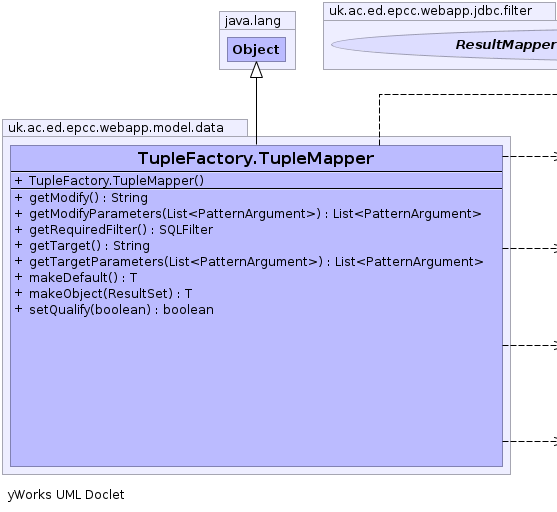 java.lang
Object
uk.ac.ed.epcc.webapp.jdbc.filter
ResultMapper
uk.ac.ed.epcc.webapp.model.data
TupleFactory.TupleMapper
+ TupleFactory.TupleMapper()
+ getModify() : String
+ getModifyParameters(List<PatternArgument>) : List<PatternArgument>
+ getRequiredFilter() : SQLFilter
+ getTarget() : String
+ getTargetParameters(List<PatternArgument>) : List<PatternArgument>
+ makeDefault() : T
+ makeObject(ResultSet) : T
+ setQualify(boolean) : boolean
yWorks UML Doclet